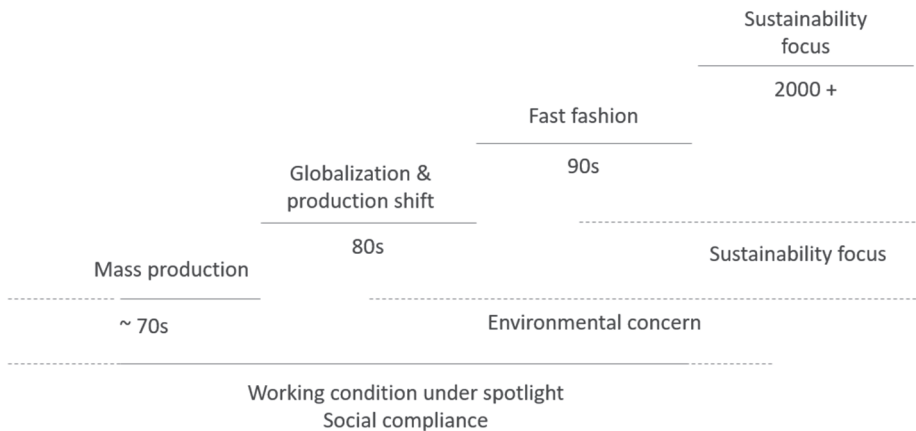 Sustainability
focus
2000 +
Fast fashion
90s
Globalization &
production shift
80s
Sustainability focus
Mass production
~ 70s
Environmental concern
Working condition under spotlight
Social compliance